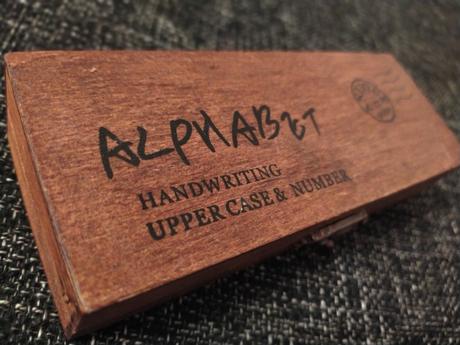 ALPHABET
HANDWRITING
UPPER CASE & NUMBER